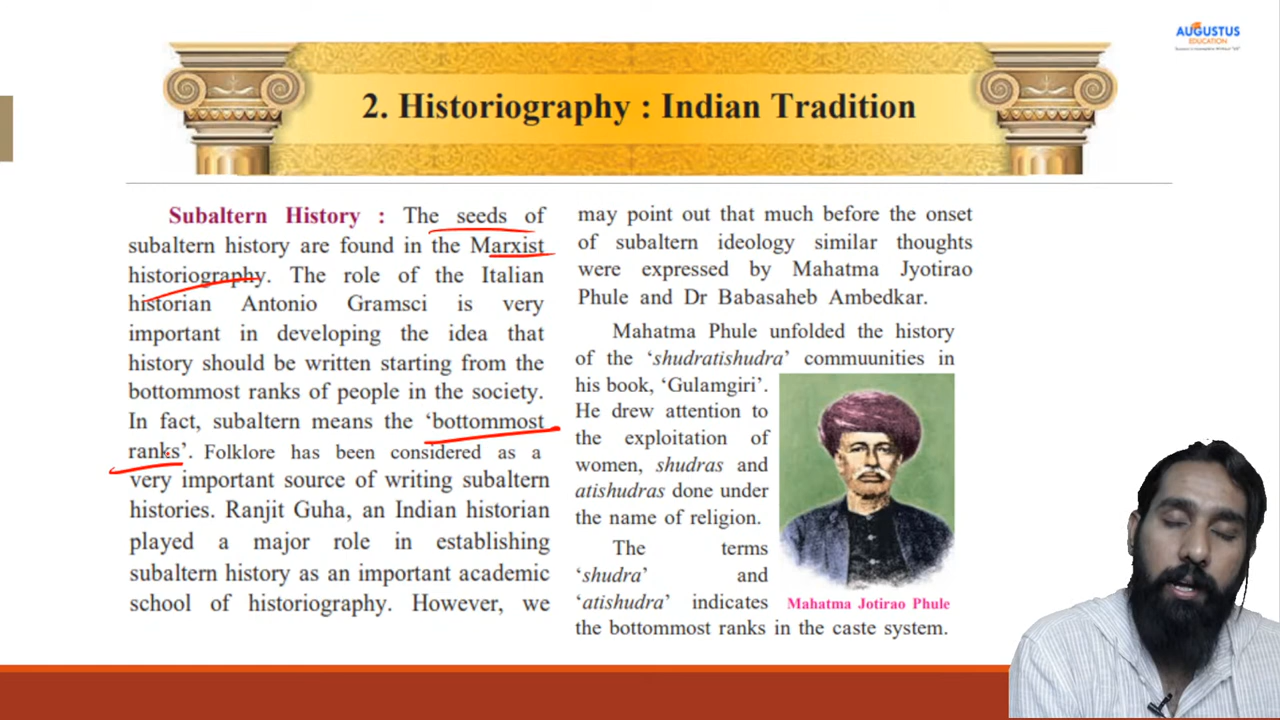 AUGUSTUS
EDUCATION
2. Historiography : Indian Tradition
Subaltern History : The seeds of
subaltern history are found in the Marxist
historiography. The role of the Italian
historian Antonio Gramsci is very
important in developing the idea that
history should be written starting from the
bottommost ranks of people in the society.
In fact, subaltern means the ‘bottommost
ranks’. Folklore has been considered as a
very important source of writing subaltern
histories. Ranjit Guha, an Indian historian
played a major role in establishing
subaltern history as an important academic
school of historiography. However, we
may point out that much before the onset
of subaltern ideology similar thoughts
were expressed by Mahatma Jyotirao
Phule and Dr Babasaheb Ambedkar.
Mahatma Phule unfolded the history
of the ‘shudratishudra’ commuunities in
his book, ‘Gulamgiri’.
He drew attention to
the exploitation of
women, shudras and
atishudras done under
the name of religion.
The terms
‘shudra’ and
‘atishudra’ indicates
the bottommost ranks in the caste system.
Mahatma Jotirao Phule